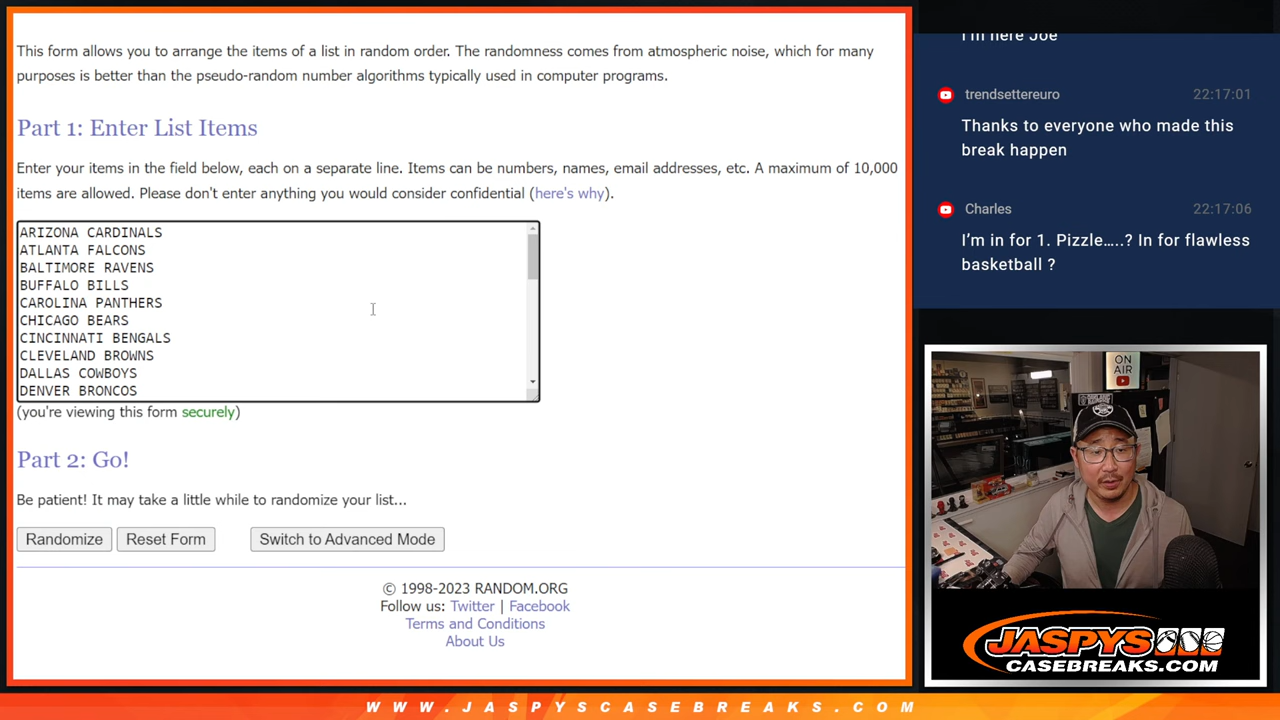 This form allows you to arrange the items of a list in random order. The randomness comes from atmospheric noise, which for many
purposes is better than the pseudo-random number algorithms typically used in computer programs.
Part 1: Enter List Items
Enter your items in the field below, each on a separate line. Items can be numbers, names, email addresses, etc. A maximum of 10,000
items are allowed. Please don't enter anything you would consider confidential (here's why).
ARIZONA CARDINALS
ATLANTA FALCONS
BALTIMORE RAVENS
BUFFALO BILLS
CAROLINA PANTHERS
CHICAGO BEARS
CINCINNATI BENGALS
CLEVELAND BROWNS
DALLAS COWBOYS
DENVER BRONCOS
(you're viewing this form securely)
Part 2: Go!
Be patient! It may take a little while to randomize your list...
Randomize
Reset Form
Switch to Advanced Mode
© 1998-2023 RANDOM.ORG
Follow us: Twitter | Facebook
Terms and Conditions
About Us
I'm here Joe
trendsettereuro 22:17:01
Thanks to everyone who made this
break happen
Charles 22:17:06
I'm in for 1. Pizzle…..? In for flawless
basketball ?
ON
AIR
JASPYS
CASEBREAKS.COM
WWW.JASPYSCASEBREAKS.COM